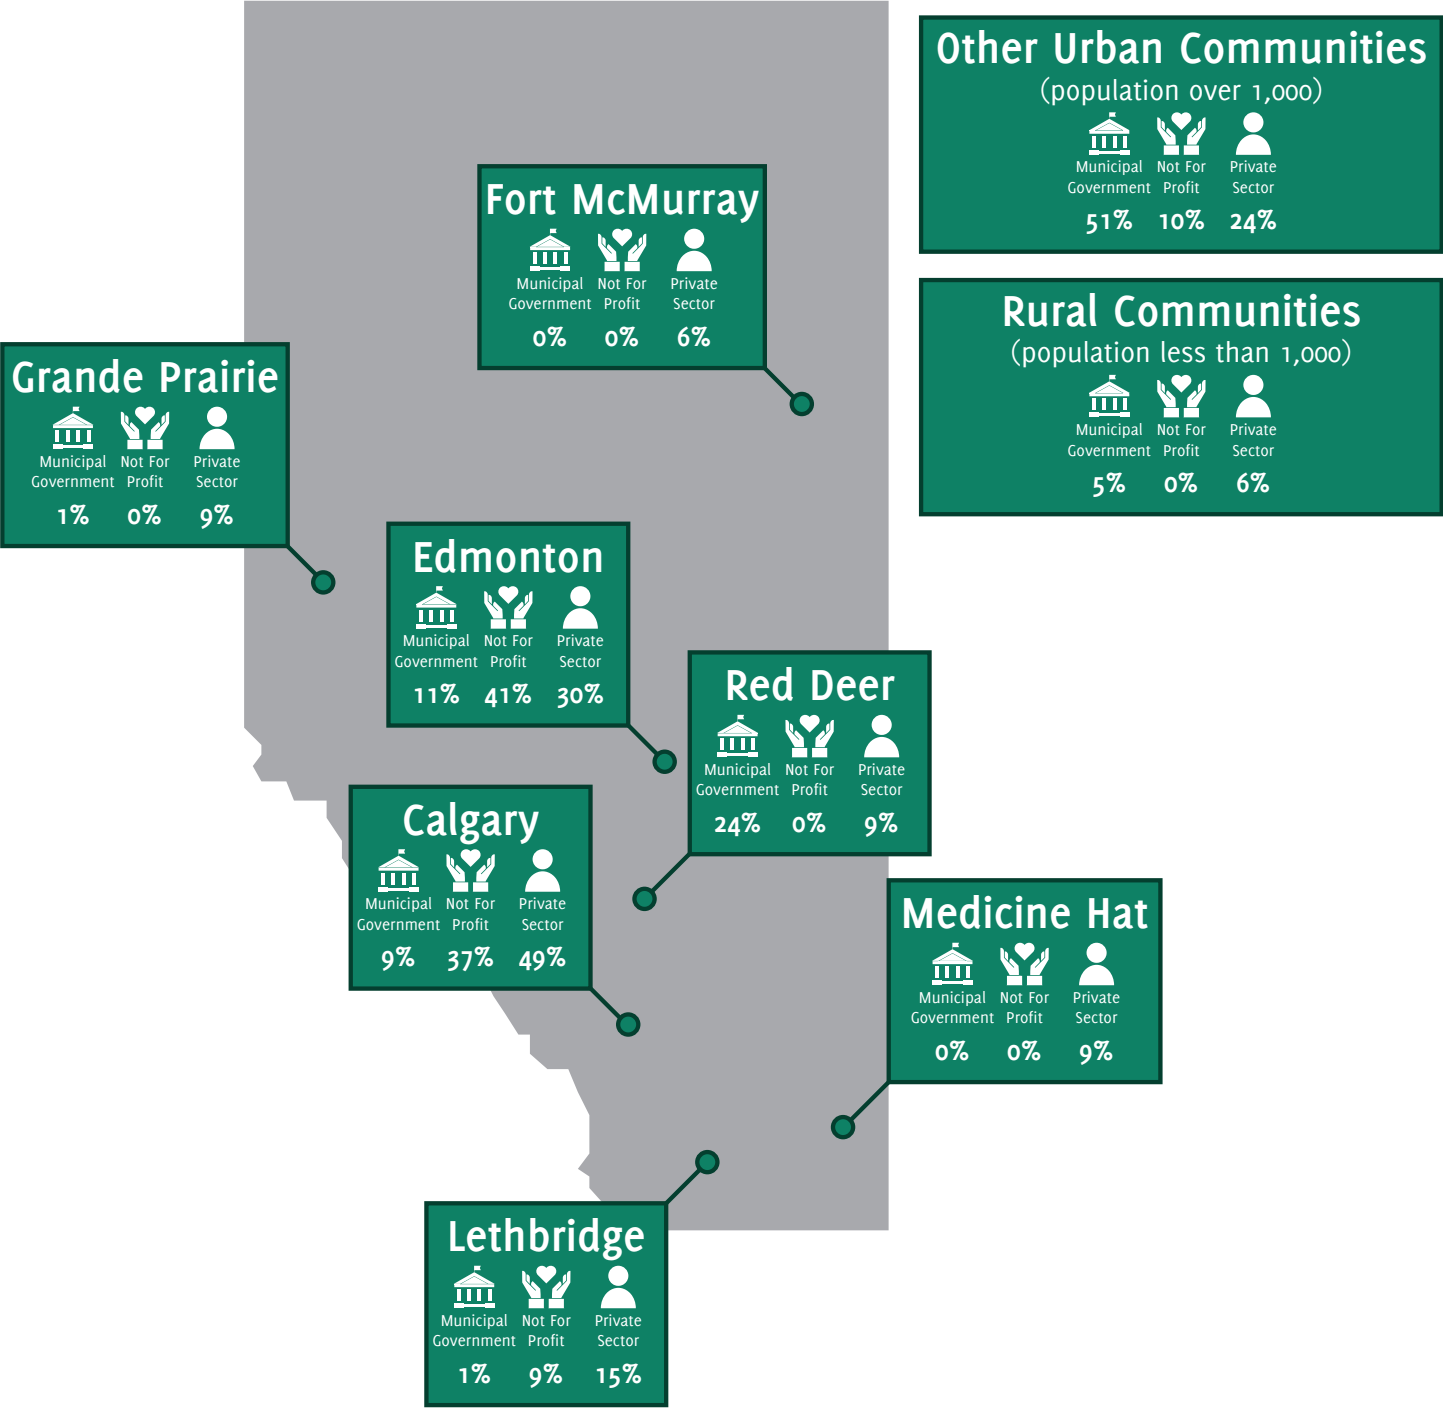 Other Urban Communities
(population over 1,000)
Municipal Government
Not For Profit
Private Sector
51% 10% 24%
Fort McMurray
Municipal Government
Not For Profit
Private Sector
0% 0% 6%
Rural Communities
(population less than 1,000)
Municipal Government
Not For Profit
Private Sector
5% 0% 6%
Grande Prairie
Municipal Government
Not For Profit
Private Sector
1% 0% 9%
Edmonton
Municipal Government
Not For Profit
Private Sector
11% 41% 30%
Red Deer
Municipal Government
Not For Profit
Private Sector
24% 0% 9%
Calgary
Municipal Government
Not For Profit
Private Sector
9% 37% 49%
Medicine Hat
Municipal Government
Not For Profit
Private Sector
0% 0% 9%
Lethbridge
Municipal Government
Not For Profit
Private Sector
1% 9% 15%